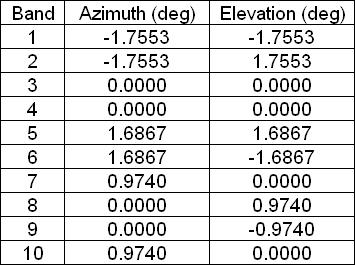 Band Azimuth (deg) Elevation (deg)
1 -1.7553 -1.7553
2 -1.7553 1.7553
3 0.0000 0.0000
4 0.0000 0.0000
5 1.6867 1.6867
6 1.6867 -1.6867
7 0.9740 0.0000
8 0.0000 0.9740
9 0.0000 -0.9740
10 0.9740 0.0000